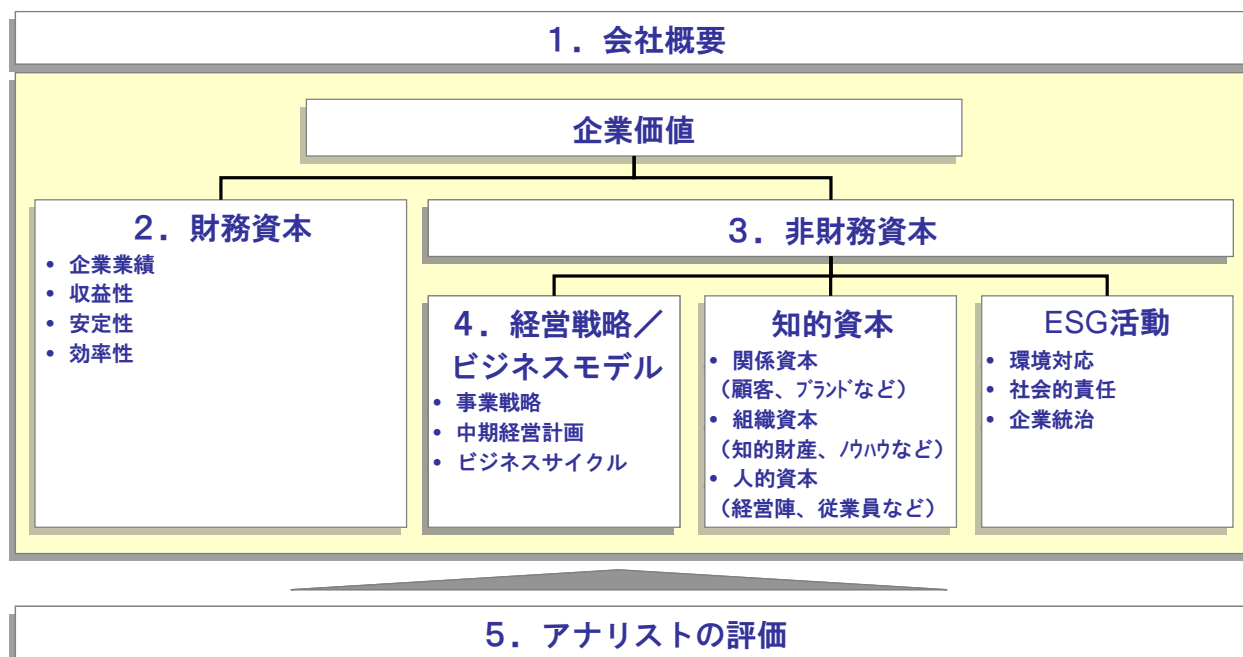 １．会社概要
企業価値
２．財務資本
• 企業業績
• 収益性
• 安定性
• 効率性
３．非財務資本
４．経営戦略／
ビジネスモデル
• 事業戦略
• 中期経営計画
• ビジネスサイクル
知的資本
• 関係資本
（顧客、ﾌﾞﾗﾝﾄﾞなど）
• 組織資本
（知的財産、ﾉｳﾊｳなど）
• 人的資本
（経営陣、従業員など）
ESG活動
• 環境対応
• 社会的責任
• 企業統治
５．アナリストの評価